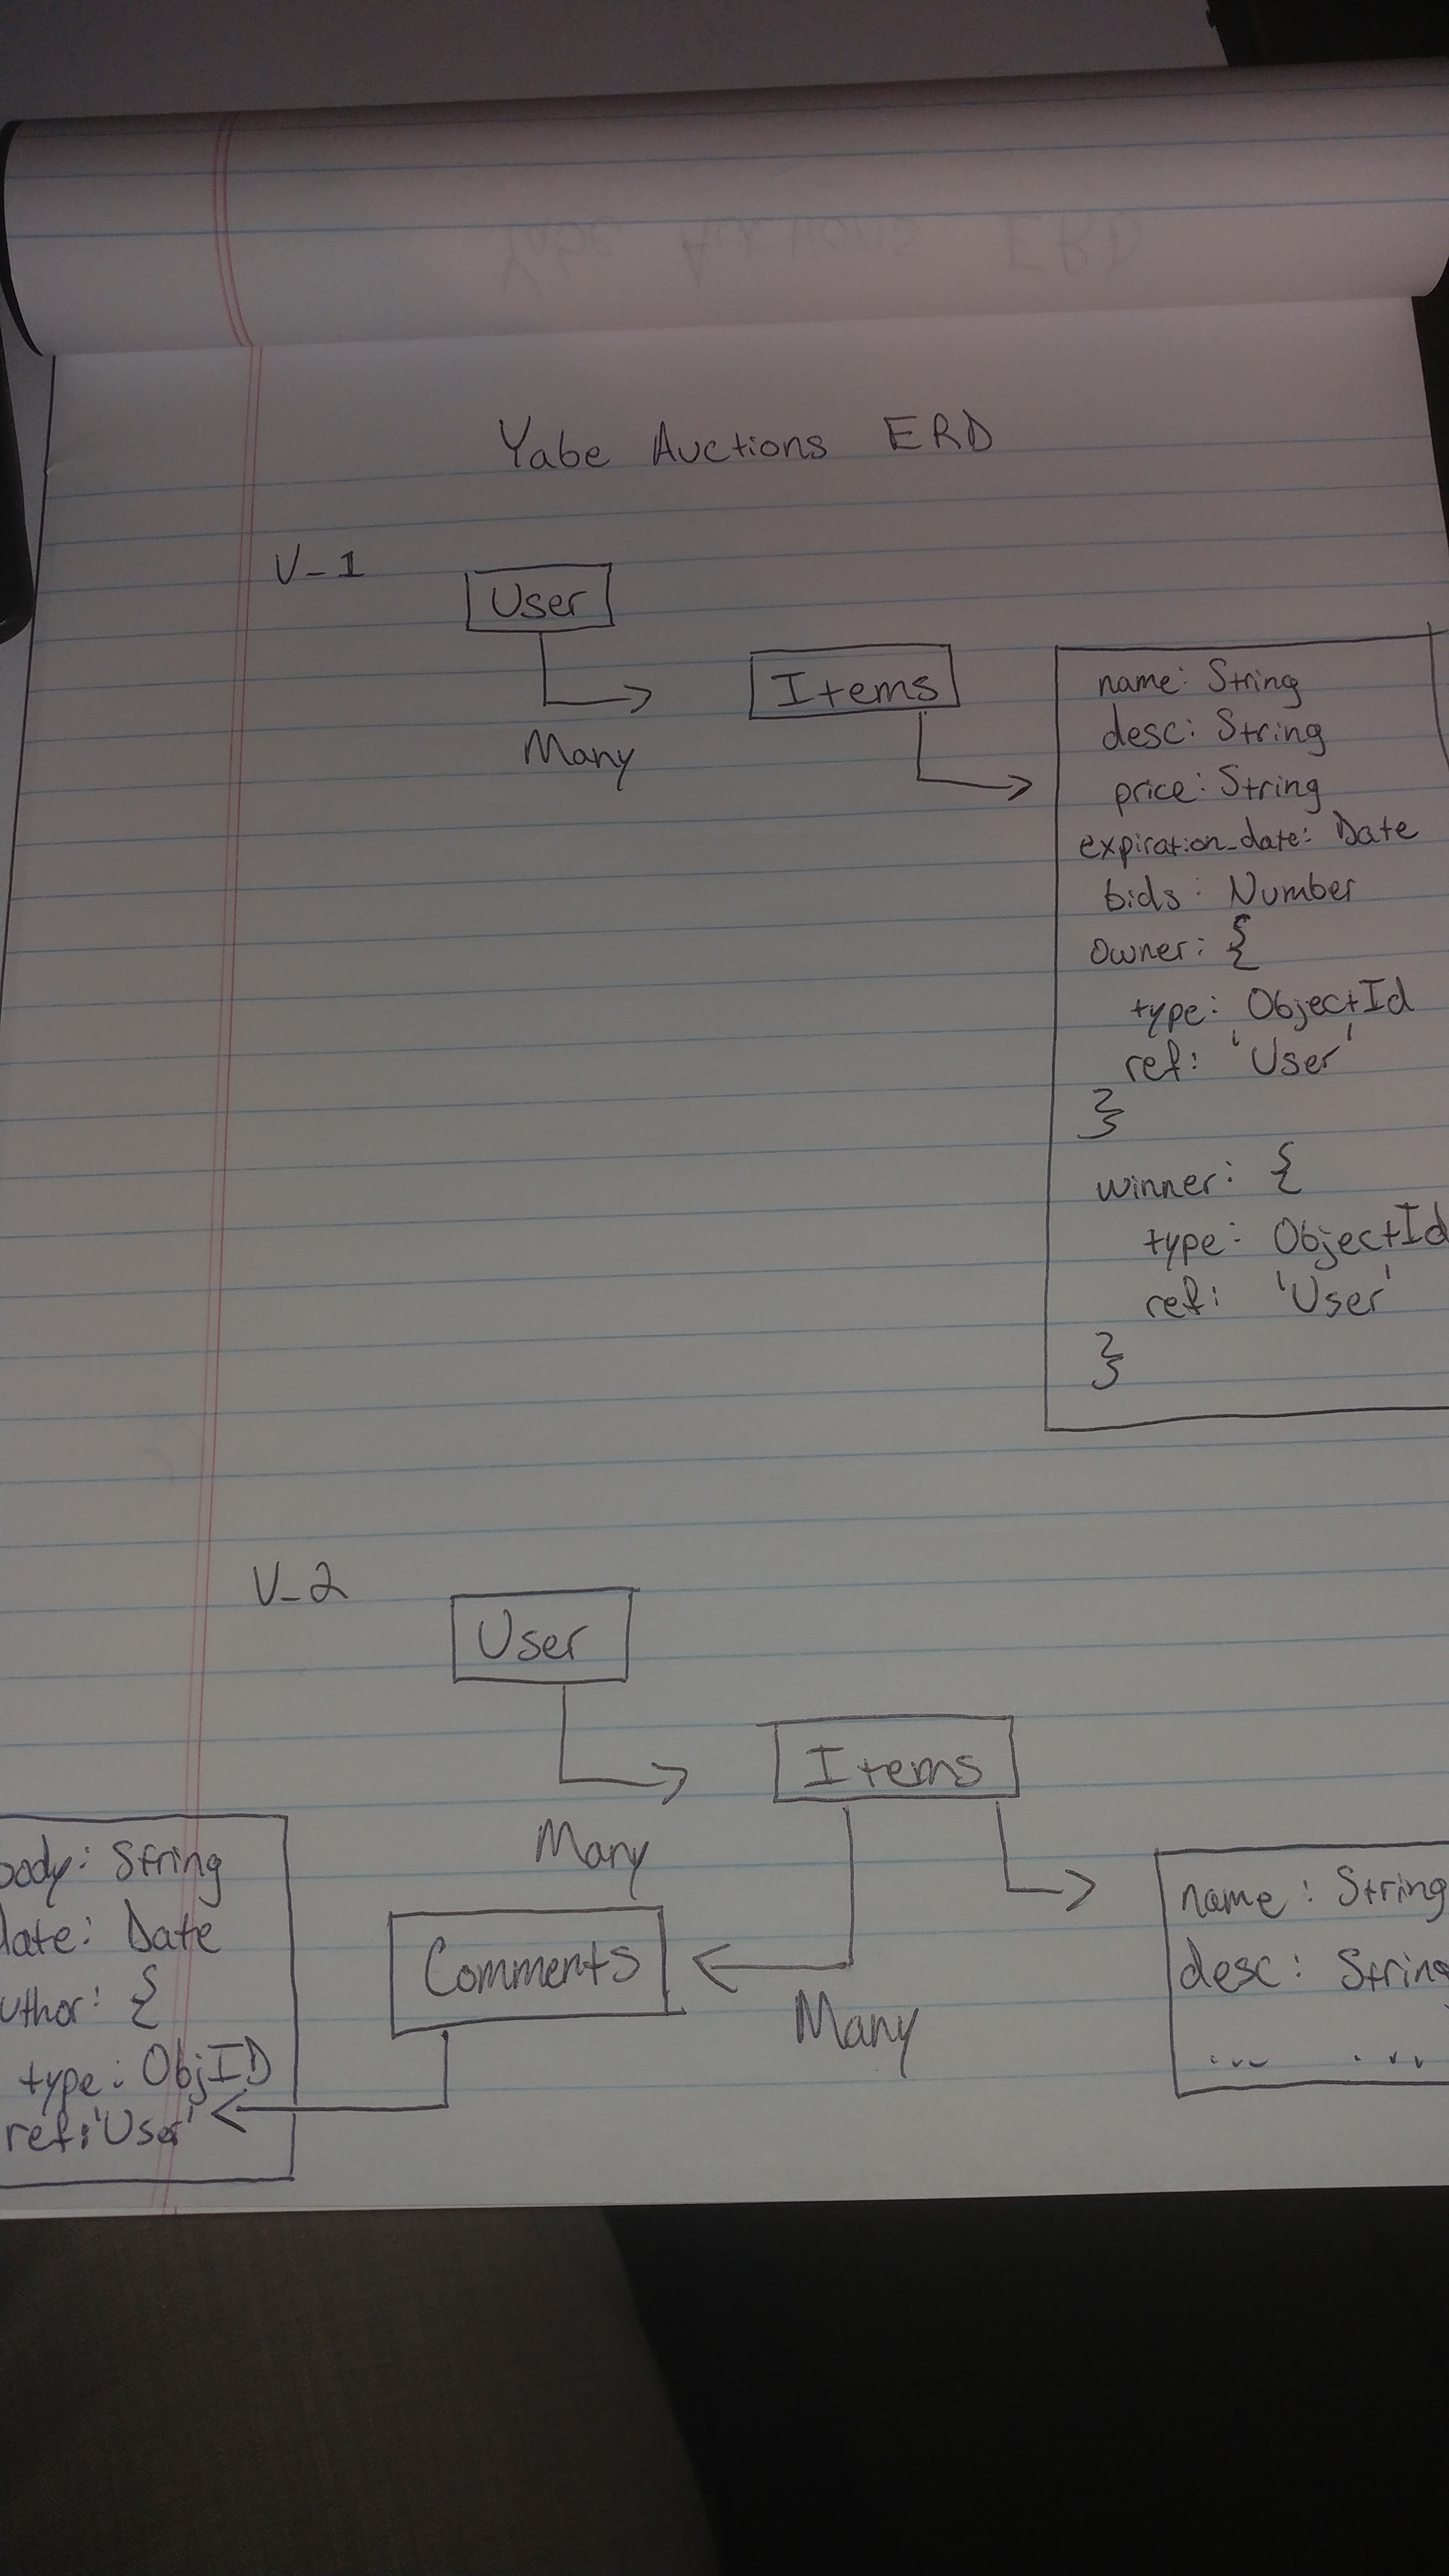 Yabe Auctions ERD
V_1
User
Many
Items
name: String
desc: String
price: String
expiration_date: Date
bids: Number
owner: {
type: ObjectId
ref: 'User'
}
winner: {
type: ObjectId
ref: 'User'
}
V_2
User
Many
Items
Many
Comments
body: String
date: Date
uthor: {
type: ObjID
ref: 'User'
name: String
desc: String
... ...